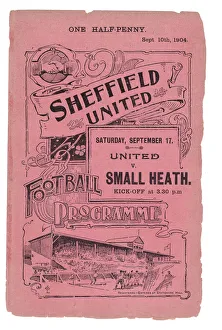 ONE HALF-PENNY.
Sept 10th, 1904.
SHEFFIELD
UNITED
SATURDAY, SEPTEMBER 17.
UNITED
v.
SMALL HEATH.
KICK-OFF at 3.30 p.m
FOOTBALL
PROGRAMME